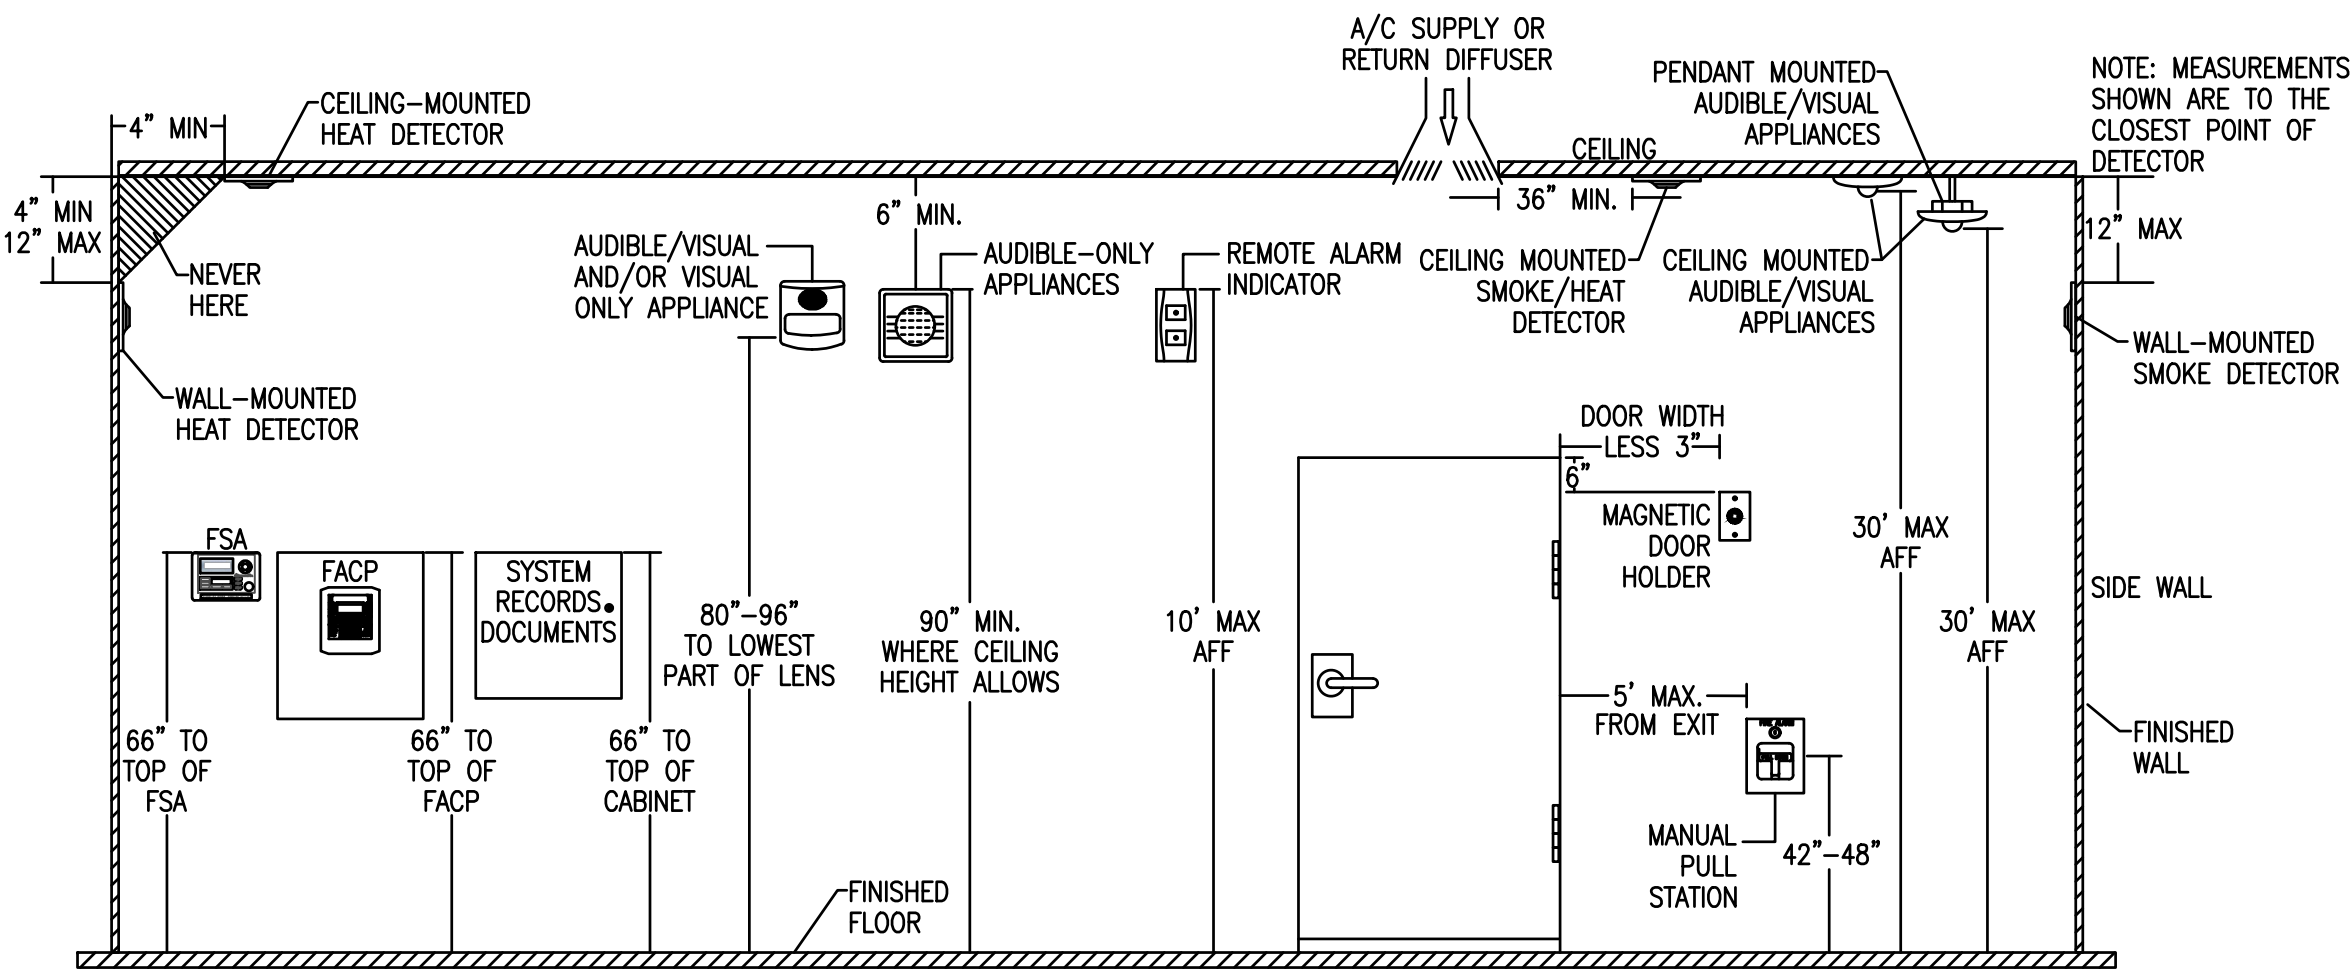 A/C SUPPLY OR
RETURN DIFFUSER
NOTE: MEASUREMENTS
SHOWN ARE TO THE
CLOSEST POINT OF
DETECTOR
PENDANT MOUNTED
AUDIBLE/VISUAL
APPLIANCES
CEILING-MOUNTED
HEAT DETECTOR
4" MIN
CEILING
4" MIN
12" MAX
NEVER
HERE
WALL-MOUNTED
HEAT DETECTOR
AUDIBLE/VISUAL
AND/OR VISUAL
ONLY APPLIANCE
6" MIN.
AUDIBLE-ONLY
APPLIANCES
REMOTE ALARM
INDICATOR
36" MIN.
CEILING MOUNTED
SMOKE/HEAT
DETECTOR
CEILING MOUNTED
AUDIBLE/VISUAL
APPLIANCES
12" MAX
WALL-MOUNTED
SMOKE DETECTOR
DOOR WIDTH
LESS 3"
6"
MAGNETIC
DOOR
HOLDER
FSA
FACP
SYSTEM
RECORDS
DOCUMENTS
66" TO
TOP OF
FSA
66" TO
TOP OF
FACP
66" TO
TOP OF
CABINET
80"-96"
TO LOWEST
PART OF LENS
90" MIN.
WHERE CEILING
HEIGHT ALLOWS
10' MAX
AFF
30' MAX
AFF
30' MAX
AFF
SIDE WALL
5' MAX.
FROM EXIT
FINISHED
WALL
MANUAL
PULL
STATION
42"-48"
FINISHED
FLOOR